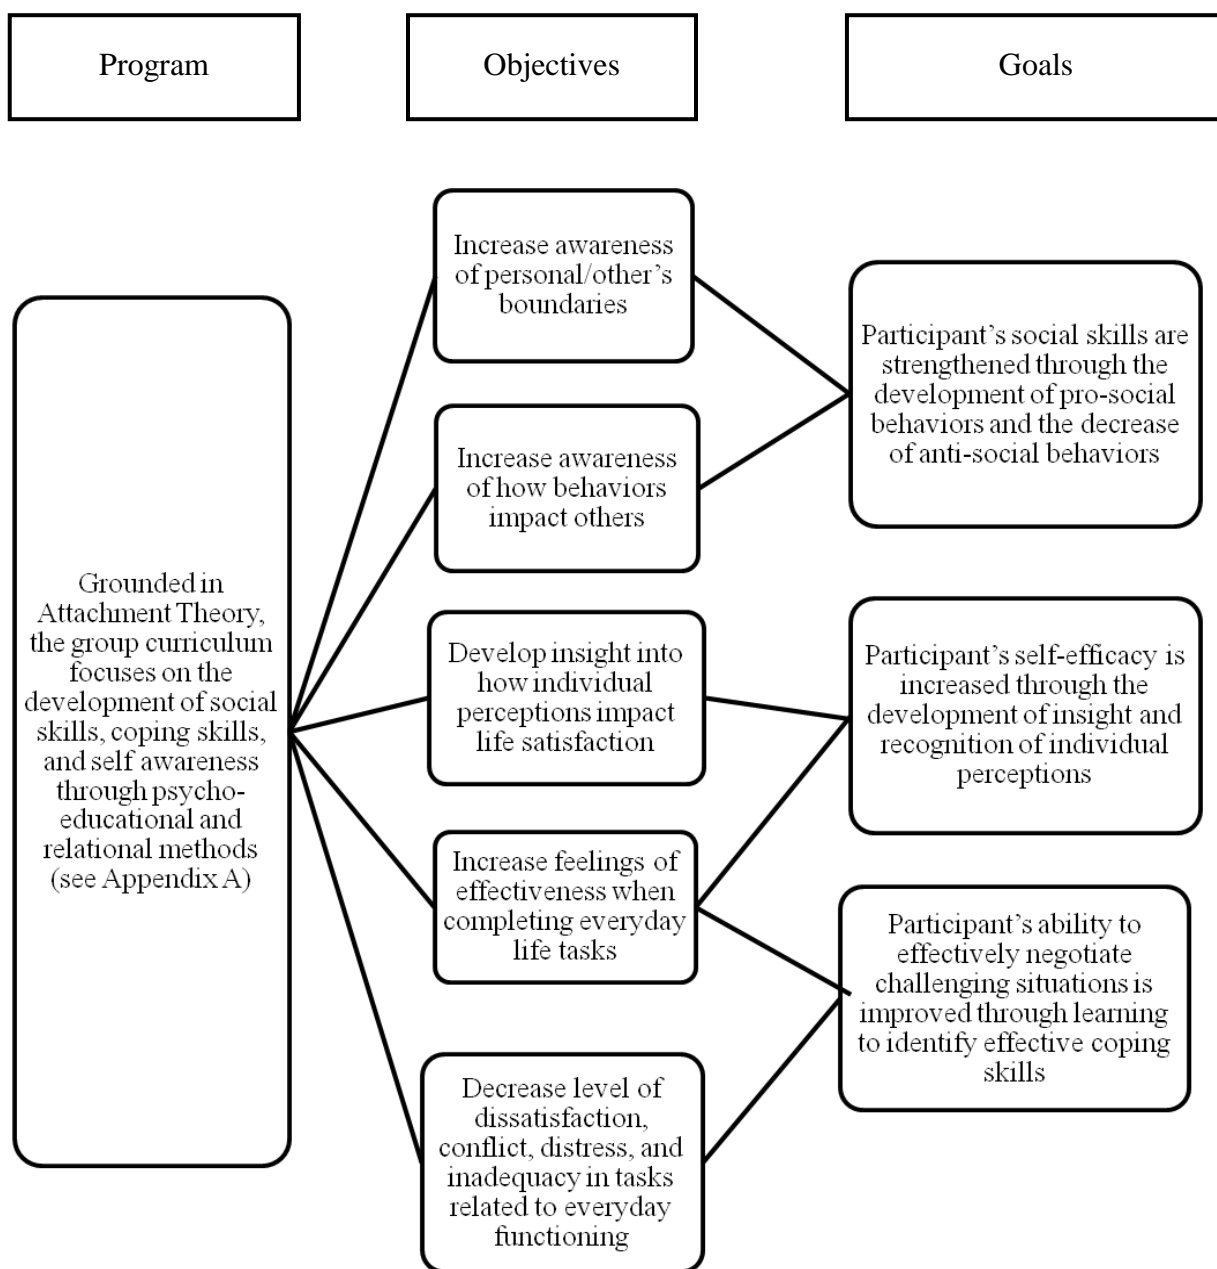 Program
Objectives
Goals
Grounded in
Attachment Theory,
the group curriculum
focuses on the
development of social
skills, coping skills,
and self awareness
through psycho-
educational and
relational methods
(see Appendix A)
Increase awareness
of personal/other’s
boundaries
Increase awareness
of how behaviors
impact others
Develop insight into
how individual
perceptions impact
life satisfaction
Increase feelings of
effectiveness when
completing everyday
life tasks
Decrease level of
dissatisfaction,
conflict, distress, and
inadequacy in tasks
related to everyday
functioning
Participant’s social skills are
strengthened through the
development of pro-social
behaviors and the decrease
of anti-social behaviors
Participant’s self-efficacy is
increased through the
development of insight and
recognition of individual
perceptions
Participant’s ability to
effectively negotiate
challenging situations is
improved through learning
to identify effective coping
skills